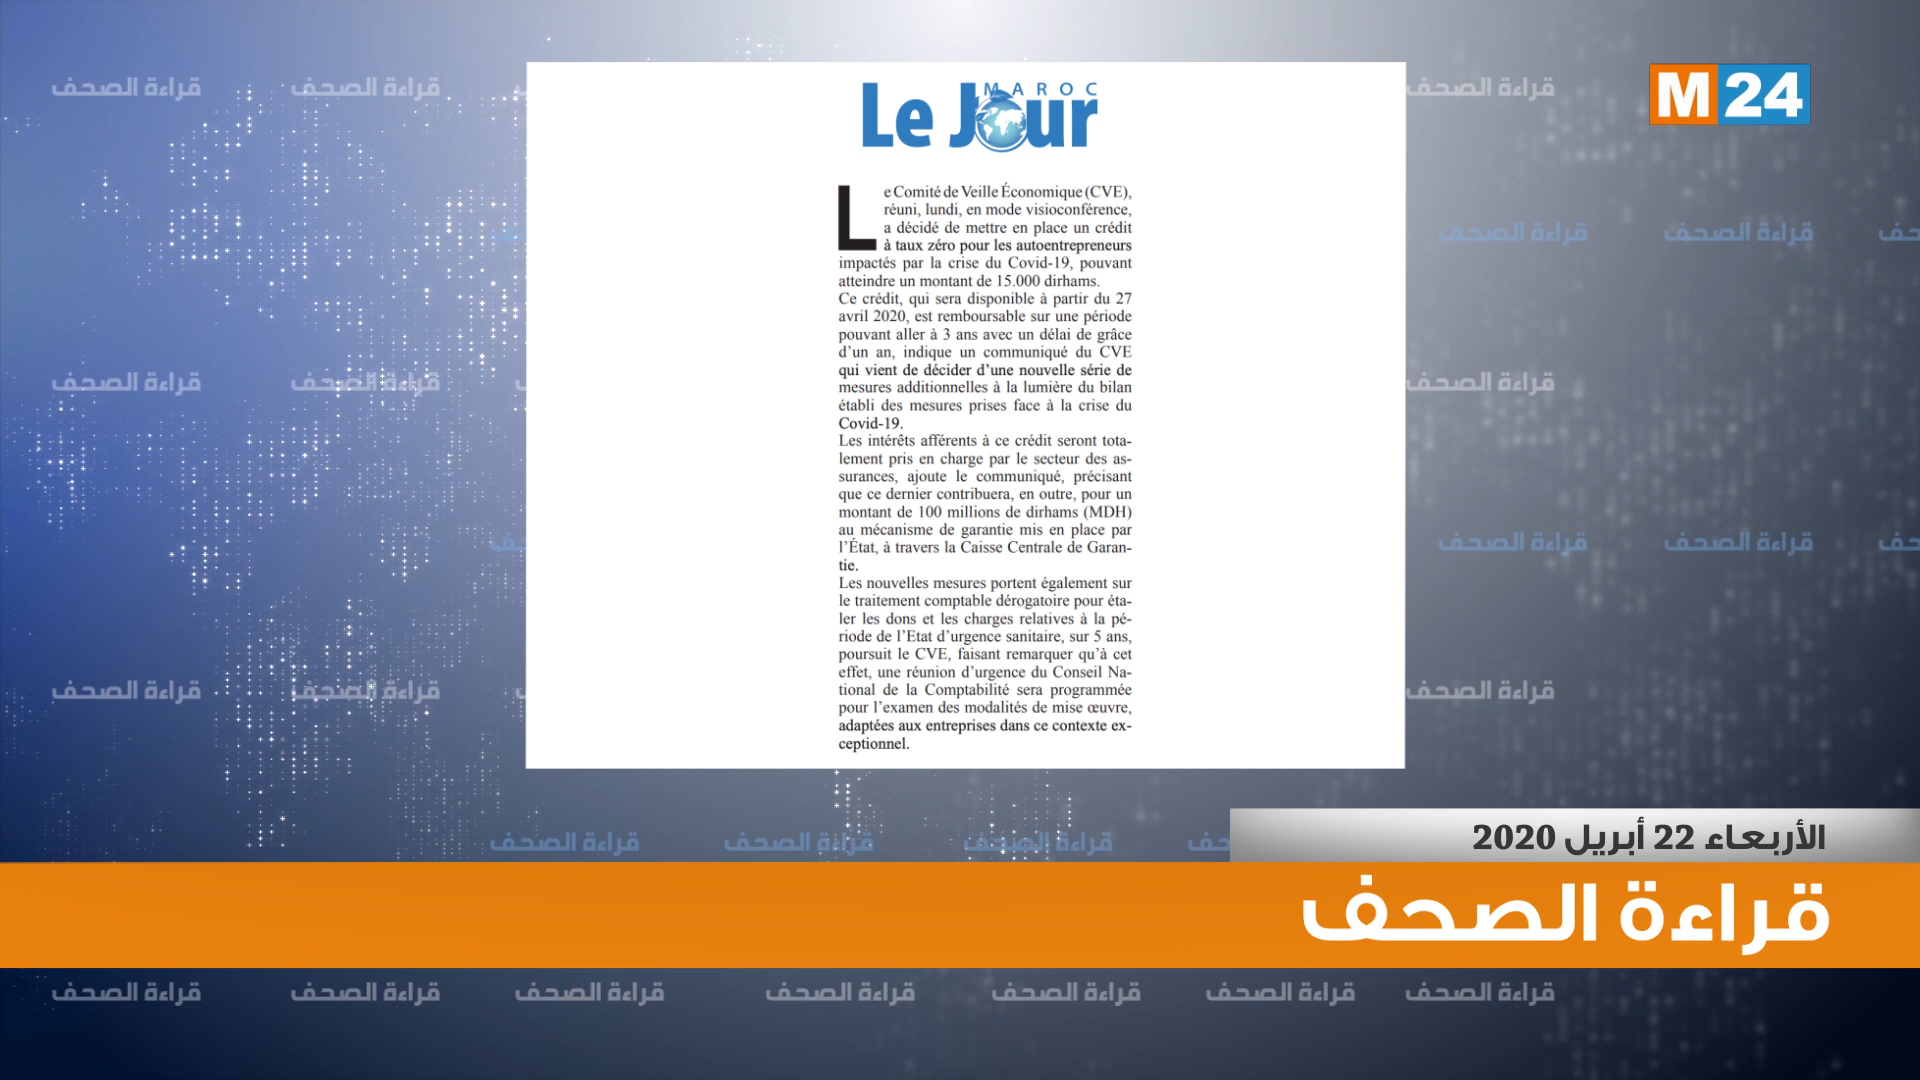 M24
MAROC
Le Jour
Le Comité de Veille Économique (CVE),
réuni, lundi, en mode visioconférence,
a décidé de mettre en place un crédit
à taux zéro pour les autoentrepreneurs
impactés par la crise du Covid-19, pouvant
atteindre un montant de 15.000 dirhams.
Ce crédit, qui sera disponible à partir du 27
avril 2020, est remboursable sur une période
pouvant aller à 3 ans avec un délai de grâce
d’un an, indique un communiqué du CVE
qui vient de décider d’une nouvelle série de
mesures additionnelles à la lumière du bilan
établi des mesures prises face à la crise du
Covid-19.
Les intérêts afférents à ce crédit seront tota-
lement pris en charge par le secteur des as-
surances, ajoute le communiqué, précisant
que ce dernier contribuera, en outre, pour un
montant de 100 millions de dirhams (MDH)
au mécanisme de garantie mis en place par
l’État, à travers la Caisse Centrale de Garan-
tie.
Les nouvelles mesures portent également sur
le traitement comptable dérogatoire pour éta-
ler les dons et les charges relatives à la pé-
riode de l’Etat d’urgence sanitaire, sur 5 ans,
poursuit le CVE, faisant remarquer qu’à cet
effet, une réunion d’urgence du Conseil Na-
tional de la Comptabilité sera programmée
pour l’examen des modalités de mise œuvre,
adaptées aux entreprises dans ce contexte ex-
ceptionnel.
الأربعاء 22 أبريل 2020
قراءة الصحف